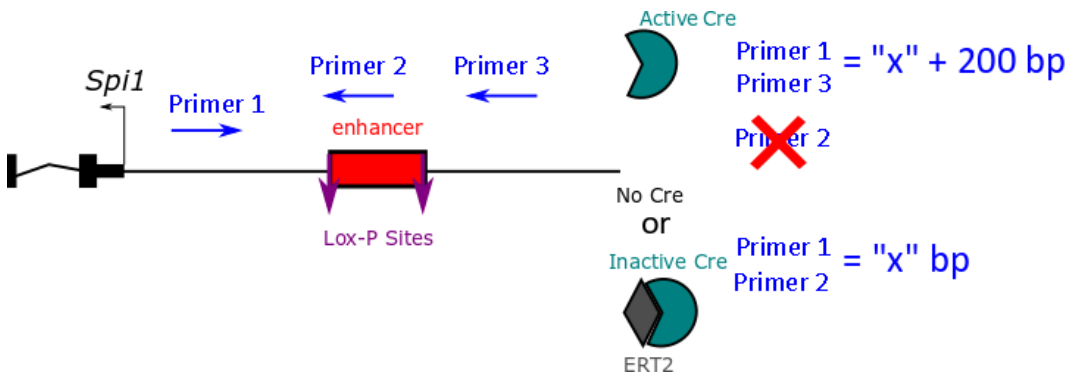 Active Cre
Primer 1 = "x" + 200 bp
Primer 3
Primer 2
Spi1
Primer 1
Primer 2
Primer 3
enhancer
Lox-P Sites
No Cre
or
Inactive Cre
ERT2
Primer 1 = "x" bp
Primer 2